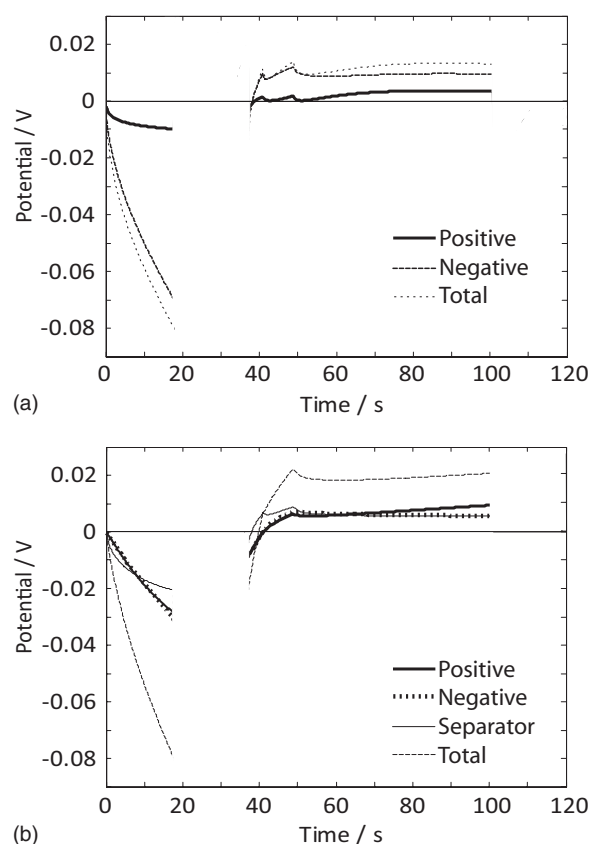 0.02
0
-0.02
-0.04
-0.06
-0.08
Potential / V
Positive
Negative
Total
0 20 40 60 80 100 120
(a)
Time / s
0.02
0
-0.02
-0.04
-0.06
-0.08
Potential / V
Positive
Negative
Separator
Total
0 20 40 60 80 100 120
(b)
Time / s